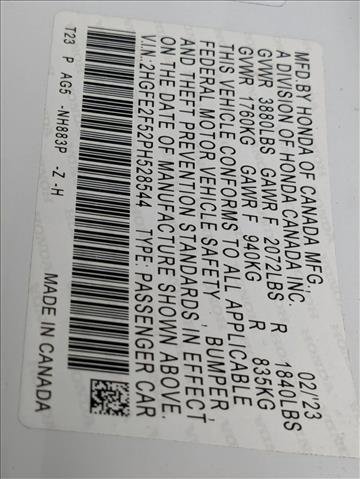 MFD.BY HONDA OF CANADA MFG., 02/'23
A DIVISION OF HONDA CANADA INC.
GVWR 3880LBS GAWR F 2072LBS R 1840LBS
GVWR 1760KG GAWR F 940KG R 835KG
THIS VEHICLE CONFORMS TO ALL APPLICABLE
FEDERAL MOTOR VEHICLE SAFETY , BUMPER,
AND THEFT PREVENTION STANDARDS IN EFFECT
ON THE DATE OF MANUFACTURE SHOWN ABOVE.
V.I.N.:2HGFE2F52PH528544 TYPE: PASSENGER CAR
T23 P AG5 -NH883P -Z -H MADE IN CANADA